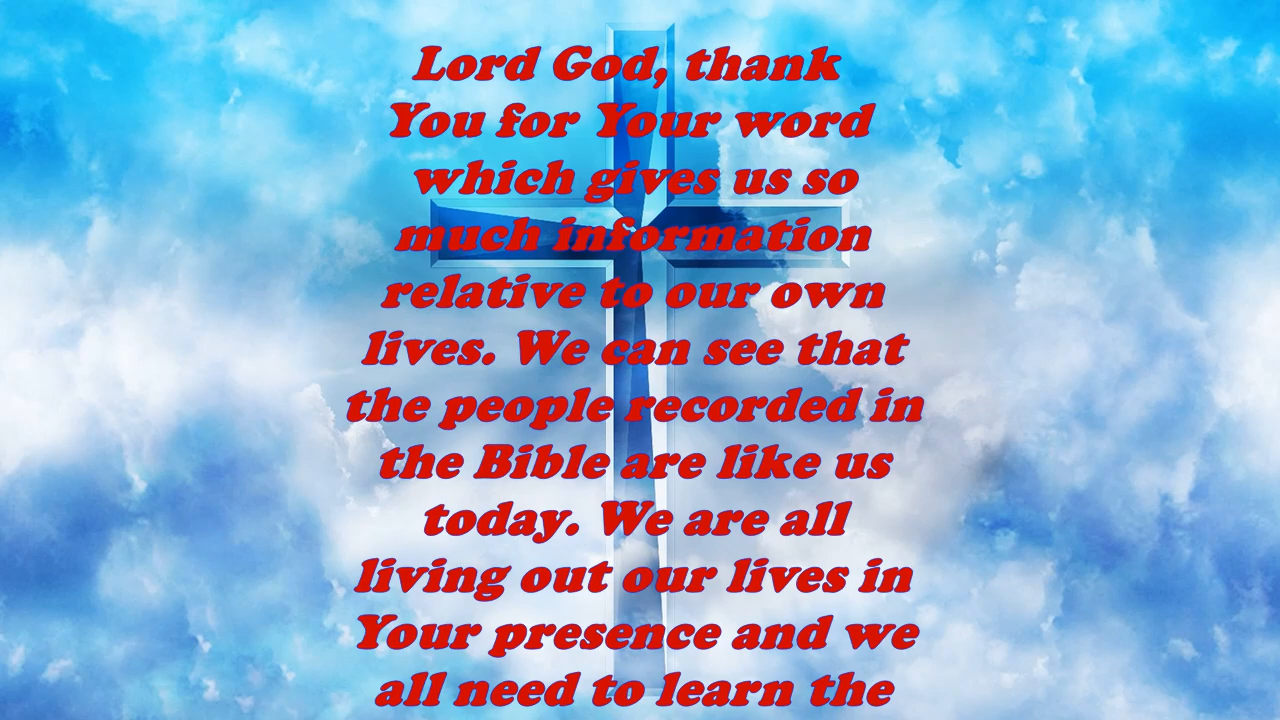 Lord God, thank
You for Your word
which gives us so
much information
relative to our own
lives. We can see that
the people recorded in
the Bible are like us
today. We are all
living out our lives in
Your presence and we
all need to learn the